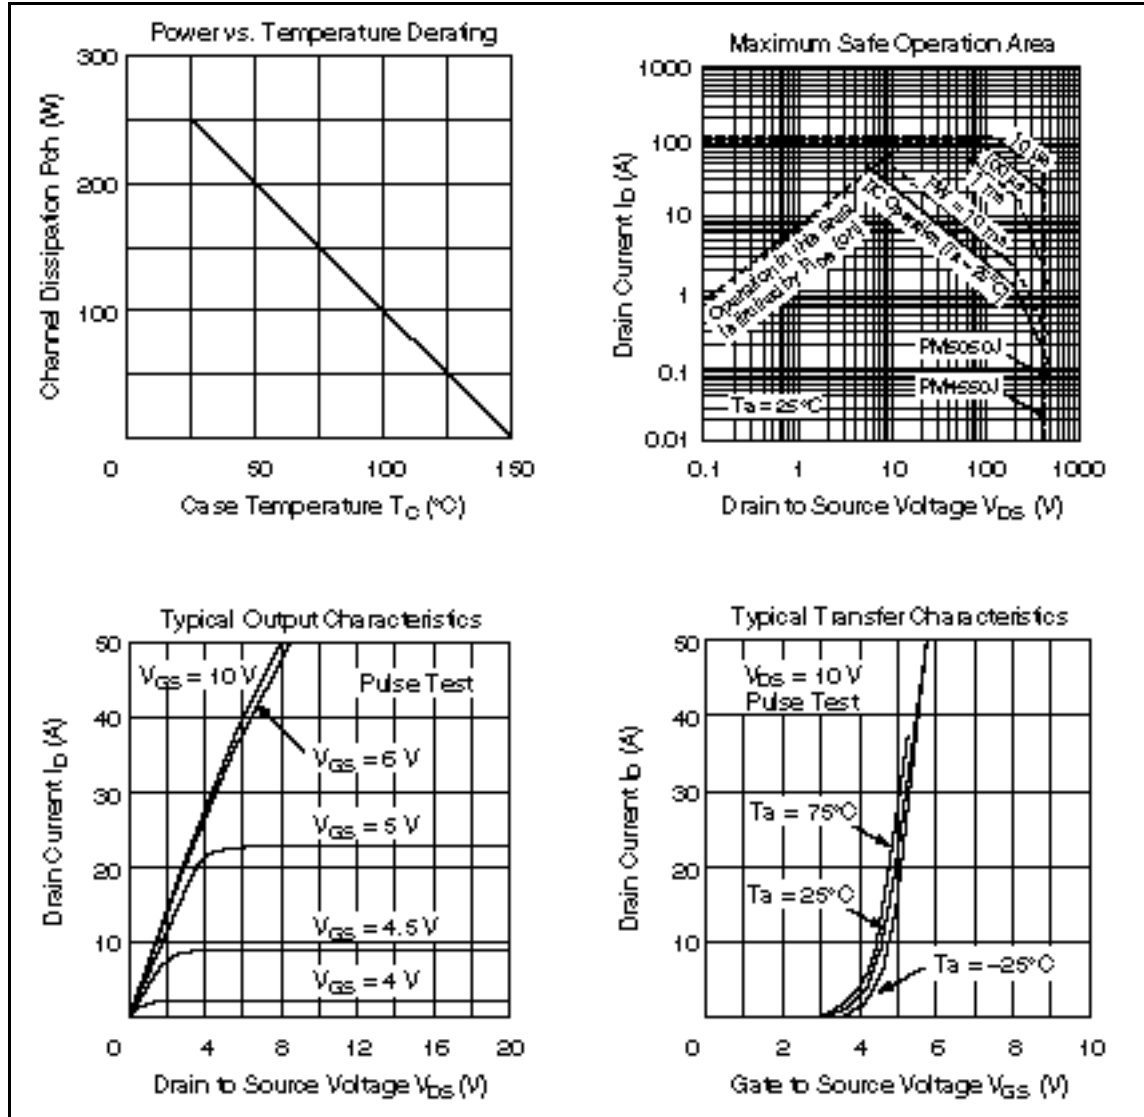 Power vs. Temperature Derating
300
200
100
0
50
100
150
Channel Dissipation Pch (W)
Case Temperature TC (°C)
Maximum Safe Operation Area
1000
100
10
1
0.1
0.01
0.1
1
10
100
1000
Drain Current ID (A)
Drain to Source Voltage VDS (V)
1 ms
PW = 10 ms
DC Operation
Operation in this area
is limited by RDS (on)
Ta = 25°C
Typical Output Characteristics
50
40
30
20
10
0
4
8
12
16
20
Drain Current ID (A)
Drain to Source Voltage VDS (V)
VGS = 10 V
Pulse Test
VGS = 6 V
VGS = 5 V
VGS = 4.5 V
VGS = 4 V
Typical Transfer Characteristics
50
40
30
20
10
0
2
4
6
8
10
Drain Current ID (A)
Gate to Source Voltage VGS (V)
VDS = 10 V
Pulse Test
Ta = 75°C
Ta = 25°C
Ta = –25°C